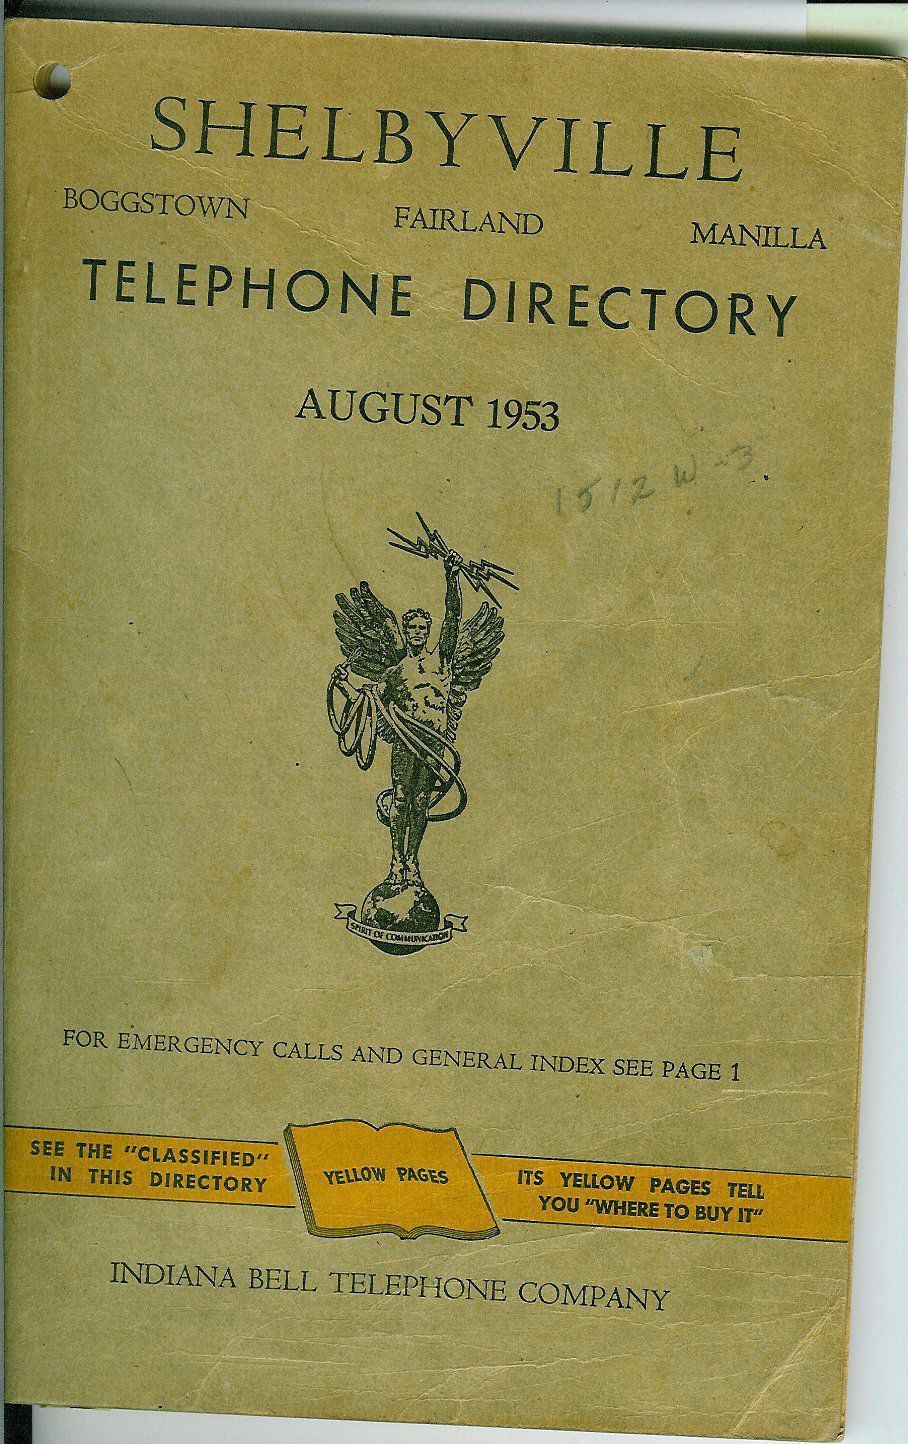 SHELBYVILLE
BOGGSTOWN FAIRLAND MANILLA
TELEPHONE DIRECTORY
AUGUST 1953
1512 W-3
SPIRIT OF COMMUNICATION
FOR EMERGENCY CALLS AND GENERAL INDEX SEE PAGE 1
SEE THE "CLASSIFIED"
IN THIS DIRECTORY
YELLOW PAGES
ITS YELLOW PAGES TELL
YOU "WHERE TO BUY IT"
INDIANA BELL TELEPHONE COMPANY